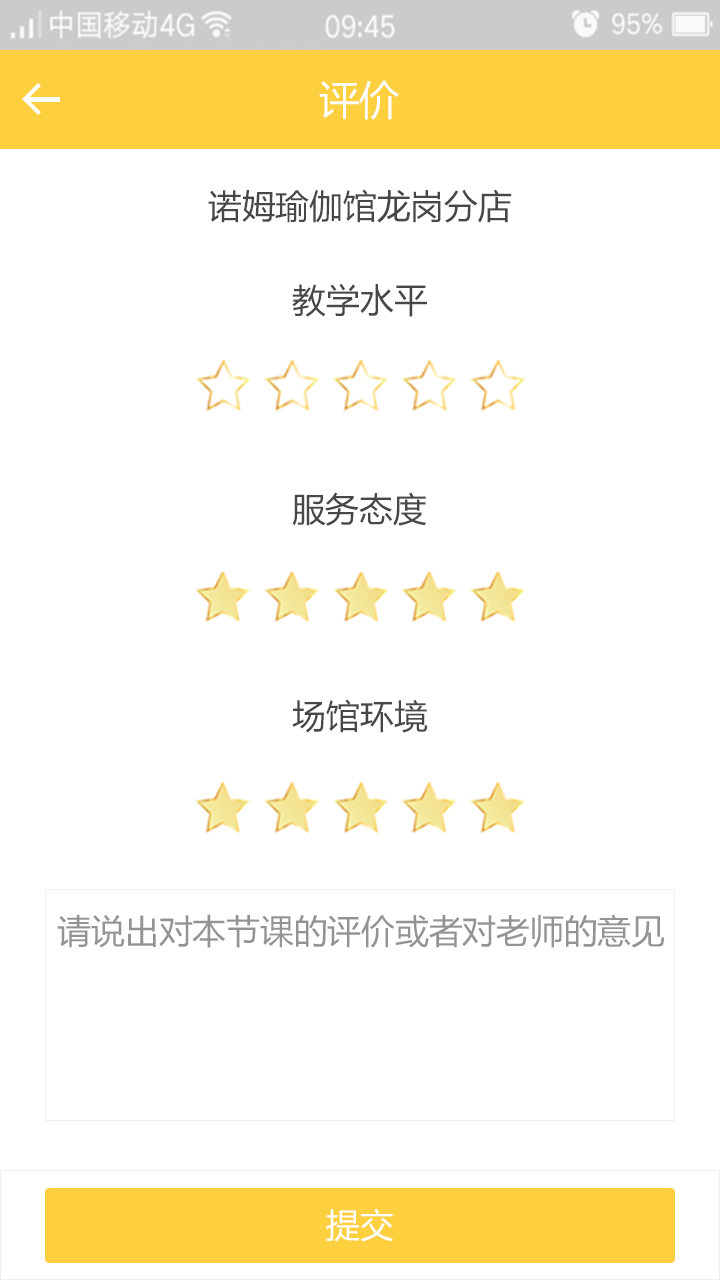 中国移动4G 09:45 95%
评价
诺姆瑜伽馆龙岗分店
教学水平
服务态度
场馆环境
请说出对本节课的评价或者对老师的意见
提交